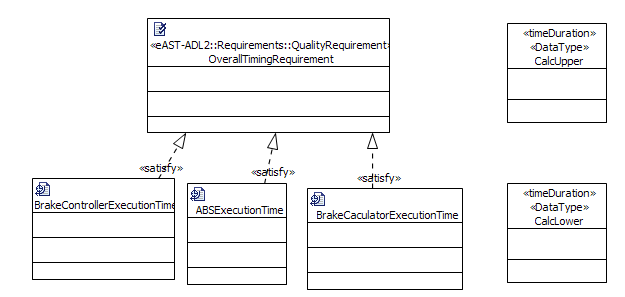 «eAST-ADL2::Requirements::QualityRequirement»
OverallTimingRequirement
«timeDuration»
«DataType»
CalcUpper
«satisfy»
«satisfy»
«satisfy»
BrakeControllerExecutionTime
ABSExecutionTime
BrakeCaculatorExecutionTime
«timeDuration»
«DataType»
CalcLower